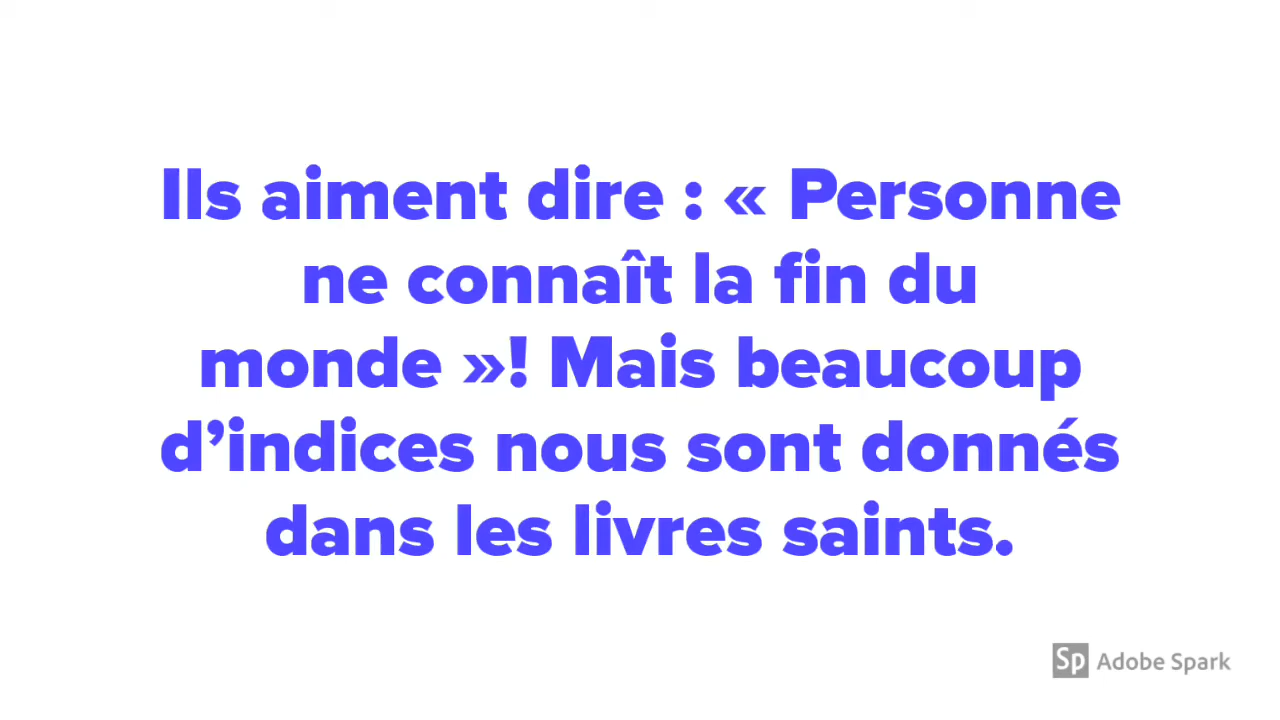 Ils aiment dire : « Personne
ne connaît la fin du
monde »! Mais beaucoup
d’indices nous sont donnés
dans les livres saints.
Sp Adobe Spark